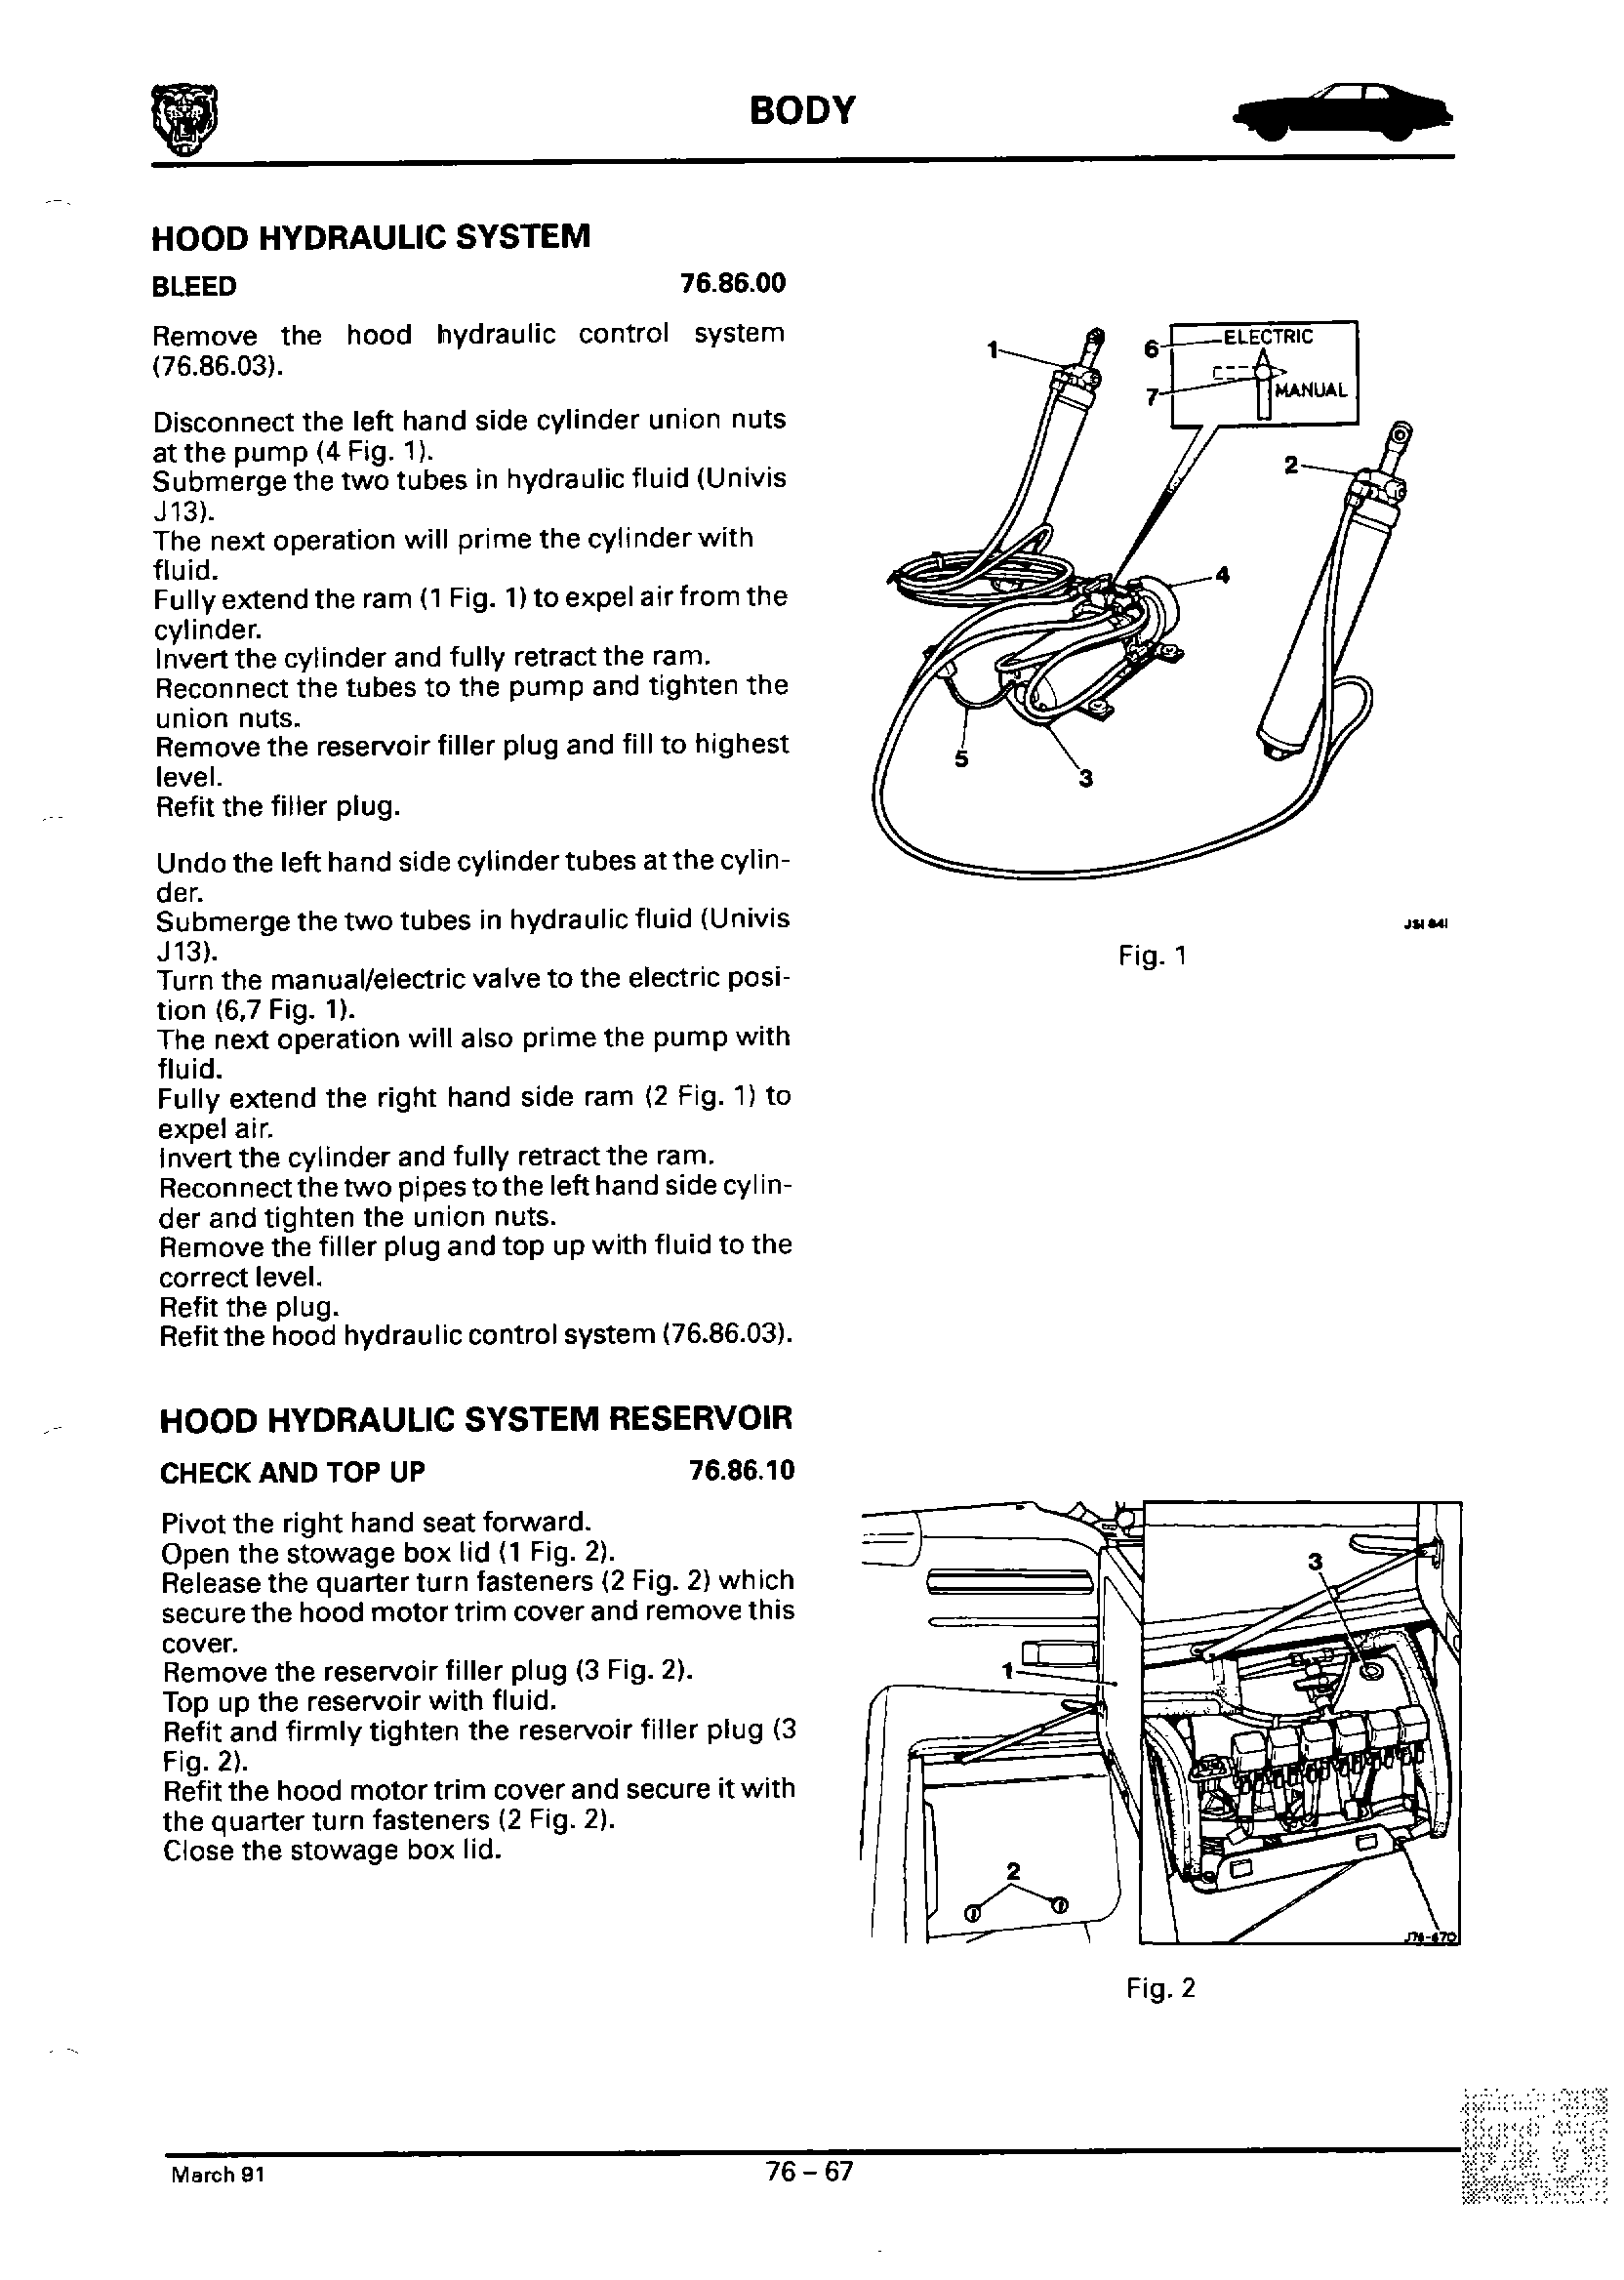 BODY
HOOD HYDRAULIC SYSTEM
BLEED 76.86.00
Remove the hood hydraulic control system
(76.86.03).
Disconnect the left hand side cylinder union nuts
at the pump (4 Fig. 1).
Submerge the two tubes in hydraulic fluid (Univis
J13).
The next operation will prime the cylinder with
fluid.
Fully extend the ram (1 Fig. 1) to expel air from the
cylinder.
Invert the cylinder and fully retract the ram.
Reconnect the tubes to the pump and tighten the
union nuts.
Remove the reservoir filler plug and fill to highest
level.
Refit the filler plug.
Undo the left hand side cylinder tubes at the cylin-
der.
Submerge the two tubes in hydraulic fluid (Univis
J13).
Turn the manual/electric valve to the electric posi-
tion (6,7 Fig. 1).
The next operation will also prime the pump with
fluid.
Fully extend the right hand side ram (2 Fig. 1) to
expel air.
Invert the cylinder and fully retract the ram.
Reconnect the two pipes to the left hand side cylin-
der and tighten the union nuts.
Remove the filler plug and top up with fluid to the
correct level.
Refit the plug.
Refit the hood hydraulic control system (76.86.03).
1
6
ELECTRIC
7
MANUAL
2
4
5
3
JSI 841
Fig. 1
HOOD HYDRAULIC SYSTEM RESERVOIR
CHECK AND TOP UP 76.86.10
Pivot the right hand seat forward.
Open the stowage box lid (1 Fig. 2).
Release the quarter turn fasteners (2 Fig. 2) which
secure the hood motor trim cover and remove this
cover.
Remove the reservoir filler plug (3 Fig. 2).
Top up the reservoir with fluid.
Refit and firmly tighten the reservoir filler plug (3
Fig. 2).
Refit the hood motor trim cover and secure it with
the quarter turn fasteners (2 Fig. 2).
Close the stowage box lid.
3
1
2
J76-670
Fig. 2
March 91
76 – 67